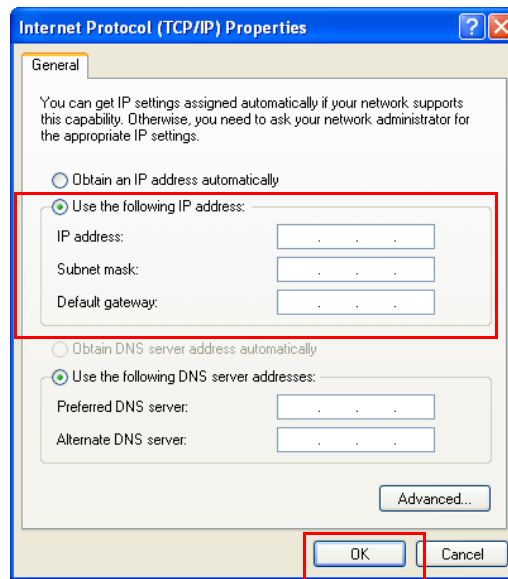 Internet Protocol (TCP/IP) Properties
General
You can get IP settings assigned automatically if your network supports
this capability. Otherwise, you need to ask your network administrator for
the appropriate IP settings.
Obtain an IP address automatically
Use the following IP address:
IP address:
Subnet mask:
Default gateway:
Obtain DNS server address automatically
Use the following DNS server addresses:
Preferred DNS server:
Alternate DNS server:
Advanced...
OK Cancel